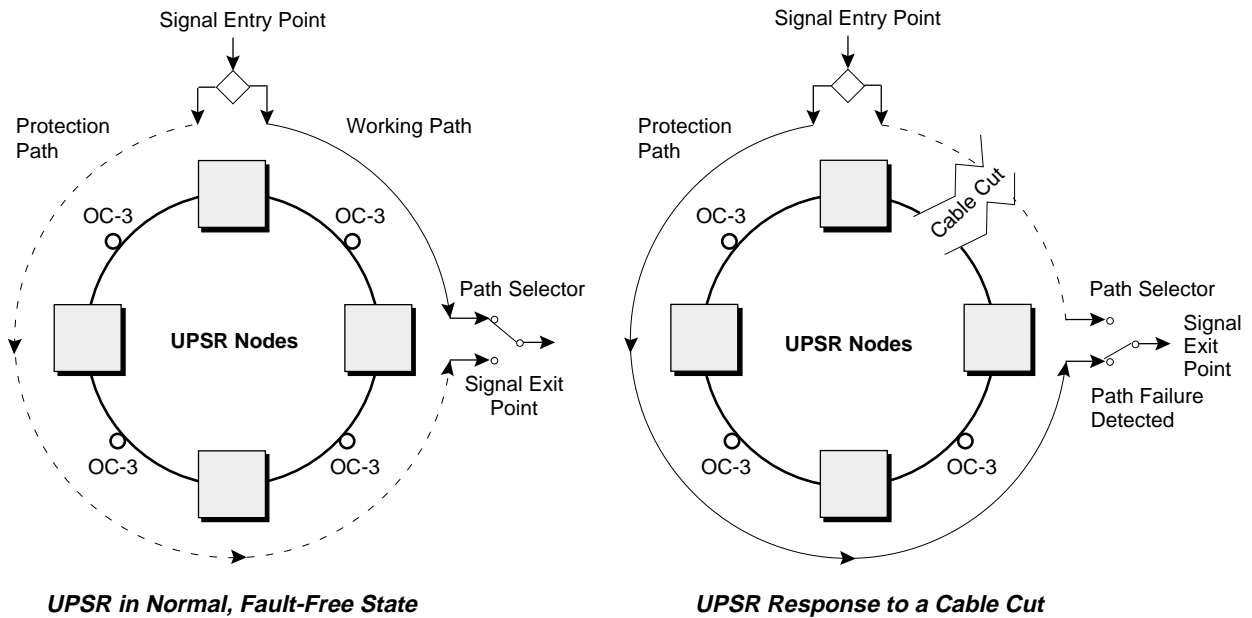 Signal Entry Point
Protection
Path
Working Path
OC-3
OC-3
Path Selector
UPSR Nodes
Signal Exit
Point
OC-3
OC-3
UPSR in Normal, Fault-Free State
Signal Entry Point
Protection
Path
Cable Cut
OC-3
Path Selector
Signal
Exit
Point
UPSR Nodes
Path Failure
Detected
OC-3
OC-3
UPSR Response to a Cable Cut